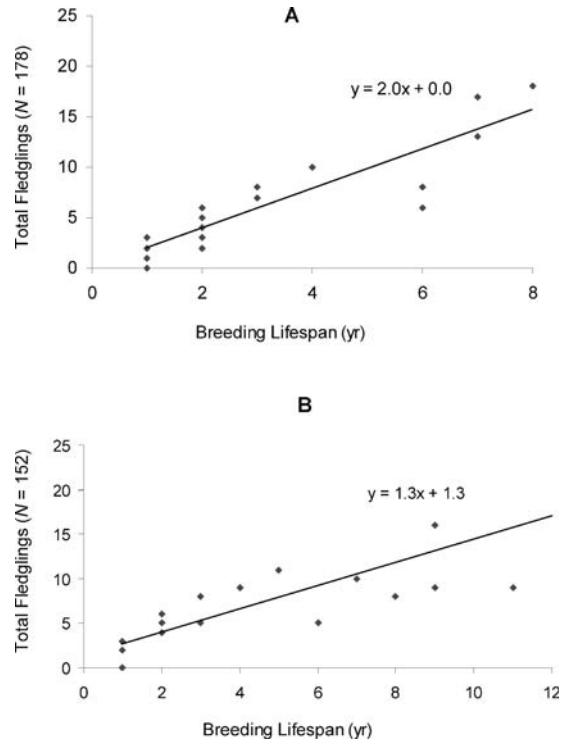 A
Total Fledglings (N = 178)
25
20
15
10
5
0
y = 2.0x + 0.0
0 2 4 6 8
Breeding Lifespan (yr)
B
Total Fledglings (N = 152)
25
20
15
10
5
0
y = 1.3x + 1.3
0 2 4 6 8 10 12
Breeding Lifespan (yr)